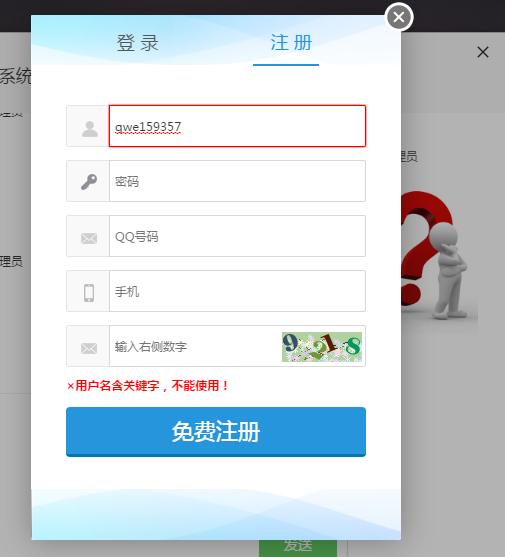 登 录
注 册
系统
理员
qwe159357
密码
理员
QQ号码
理员
手机
输入右侧数字
×用户名含关键字，不能使用！
免费注册
发送